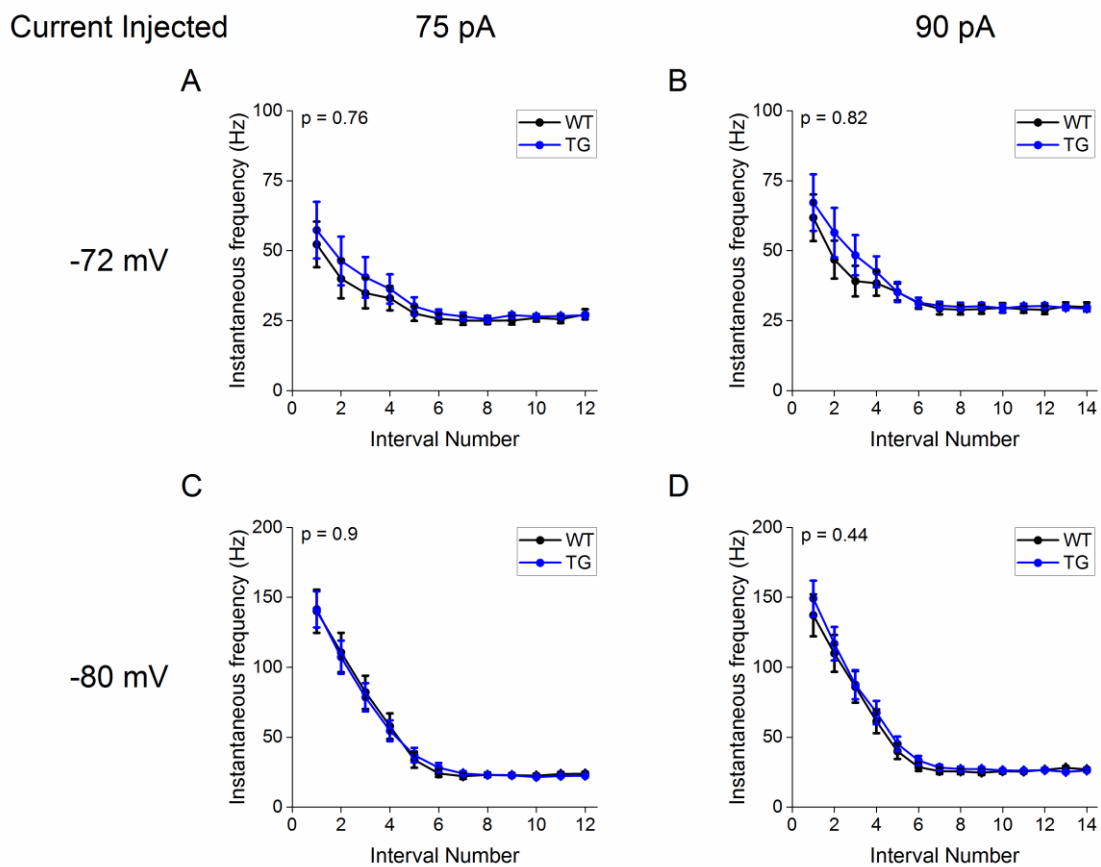 Current Injected 75 pA 90 pA
A
B
-72 mV
p = 0.76
WT
TG
Instantaneous frequency (Hz)
100
75
50
25
0
0 2 4 6 8 10 12
Interval Number
p = 0.82
WT
TG
Instantaneous frequency (Hz)
100
75
50
25
0
0 2 4 6 8 10 12 14
Interval Number
-80 mV
C
p = 0.9
WT
TG
Instantaneous frequency (Hz)
200
150
100
50
0
0 2 4 6 8 10 12
Interval Number
D
p = 0.44
WT
TG
Instantaneous frequency (Hz)
200
150
100
50
0
0 2 4 6 8 10 12 14
Interval Number